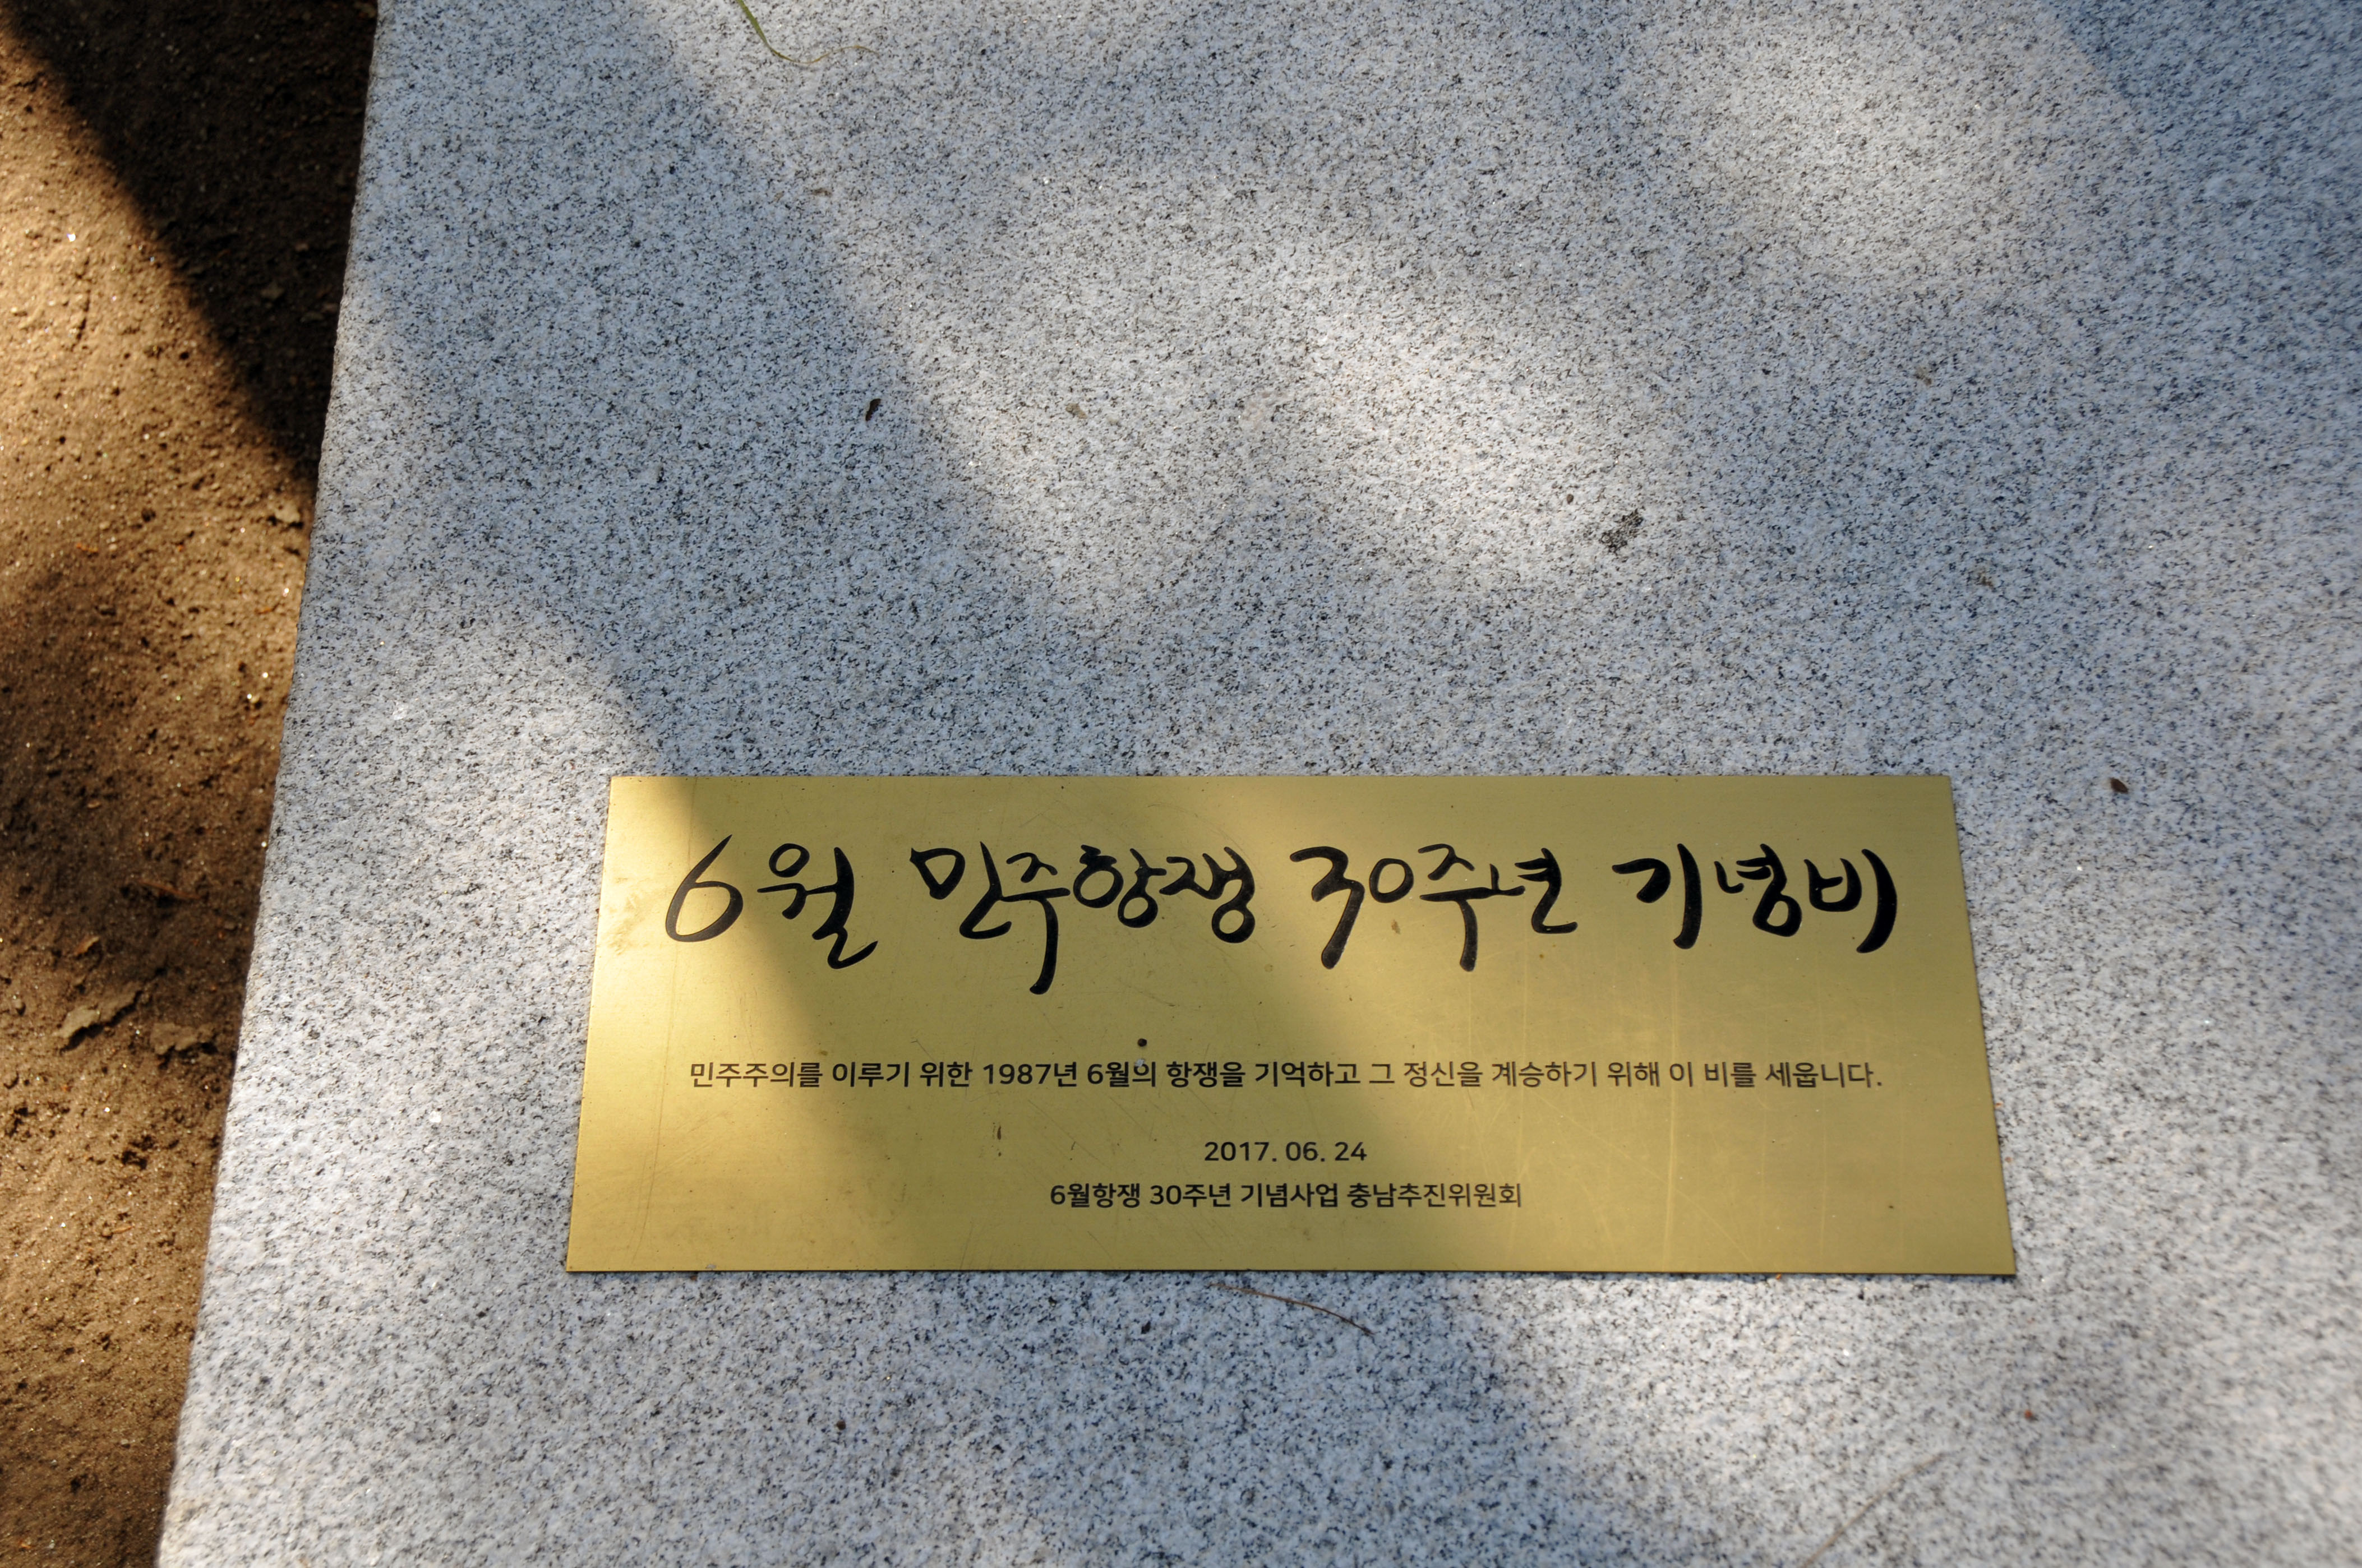 6월 민주항쟁 30주년 기념비
민주주의를 이루기 위한 1987년 6월의 항쟁을 기억하고 그 정신을 계승하기 위해 이 비를 세웁니다.
2017. 06. 24
6월항쟁 30주년 기념사업 충남추진위원회